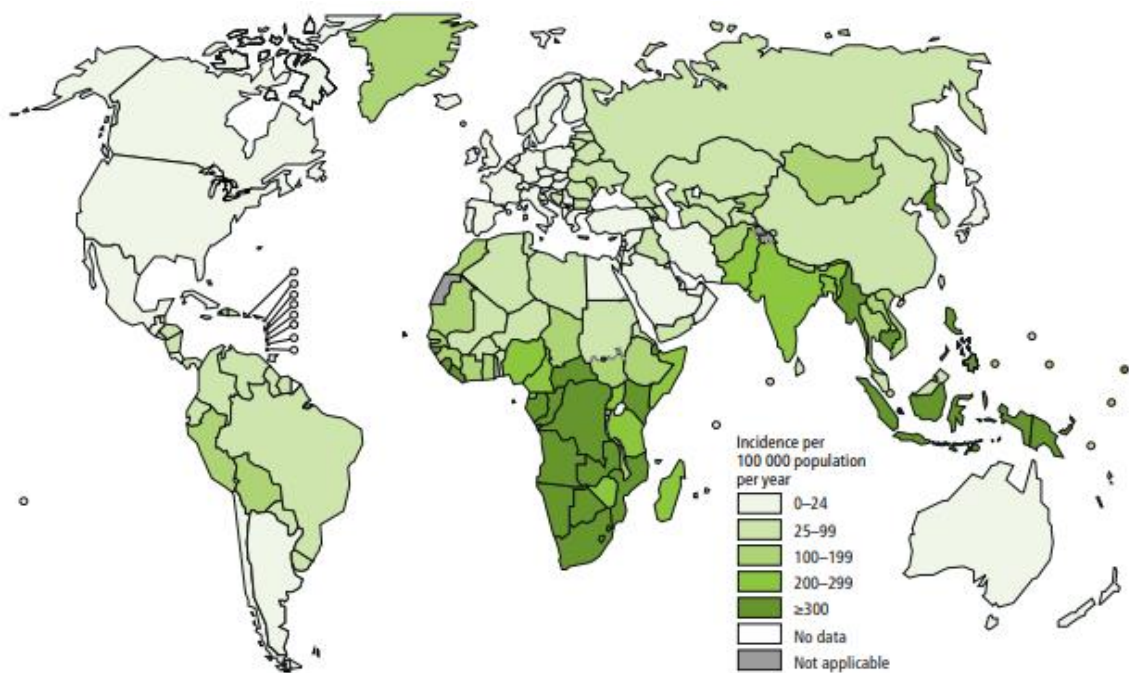 Incidence per
100 000 population
per year
0–24
25–99
100–199
200–299
≥300
No data
Not applicable